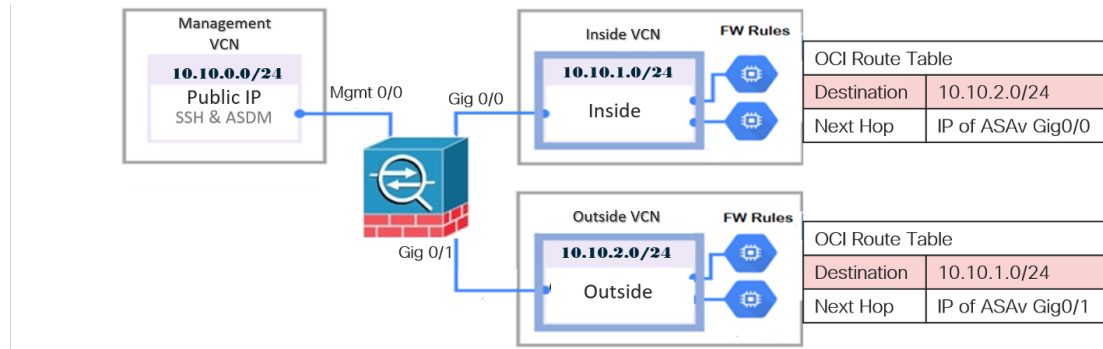 Management
VCN
10.10.0.0/24
Public IP
SSH & ASDM
Mgmt 0/0
Gig 0/0
Gig 0/1
Inside VCN
FW Rules
10.10.1.0/24
Inside
OCI Route Table
Destination 10.10.2.0/24
Next Hop IP of ASAv Gig0/0
Outside VCN
FW Rules
10.10.2.0/24
Outside
OCI Route Table
Destination 10.10.1.0/24
Next Hop IP of ASAv Gig0/1